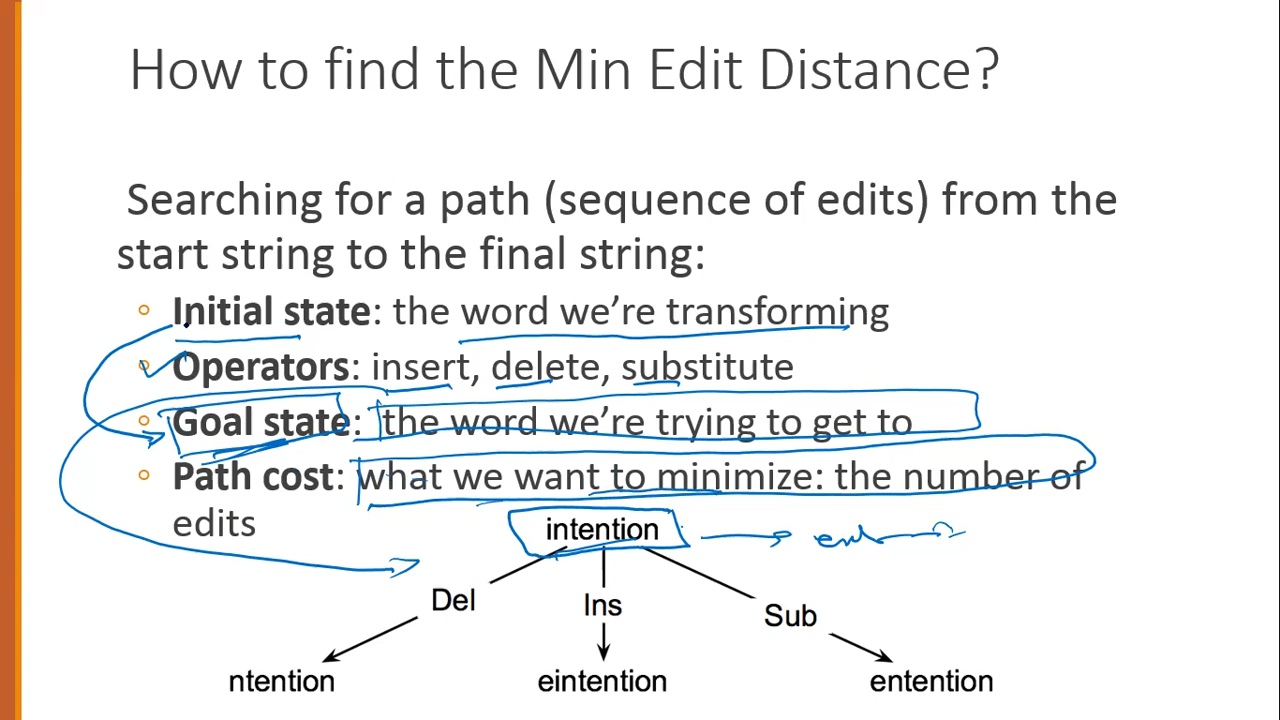 How to find the Min Edit Distance?
Searching for a path (sequence of edits) from the
start string to the final string:
Initial state: the word we're transforming
Operators: insert, delete, substitute
Goal state: the word we're trying to get to
Path cost: what we want to minimize: the number of
edits
intention
Del Ins Sub
ntention eintention entention